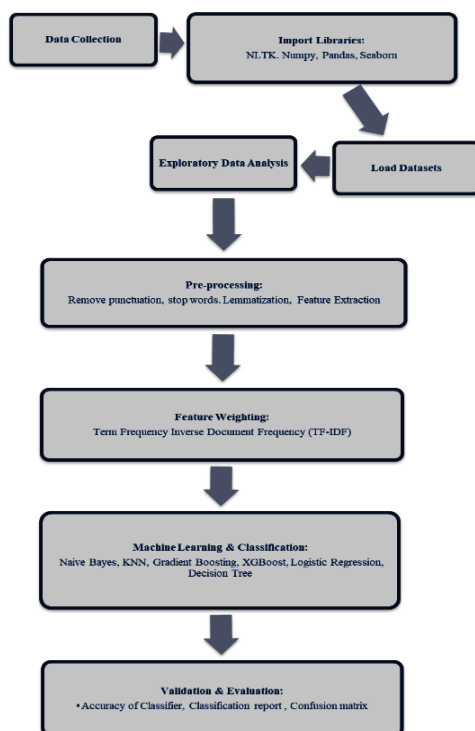 Data Collection
Import Libraries:
NLTK. Numpy, Pandas, Seaborn
Load Datasets
Exploratory Data Analysis
Pre-processing:
Remove punctuation, stop words. Lemmatization, Feature Extraction
Feature Weighting:
Term Frequency Inverse Document Frequency (TF-IDF)
Machine Learning & Classification:
Naive Bayes, KNN, Gradient Boosting, XGBoost, Logistic Regression,
Decision Tree
Validation & Evaluation:
•Accuracy of Classifier, Classification report , Confusion matrix